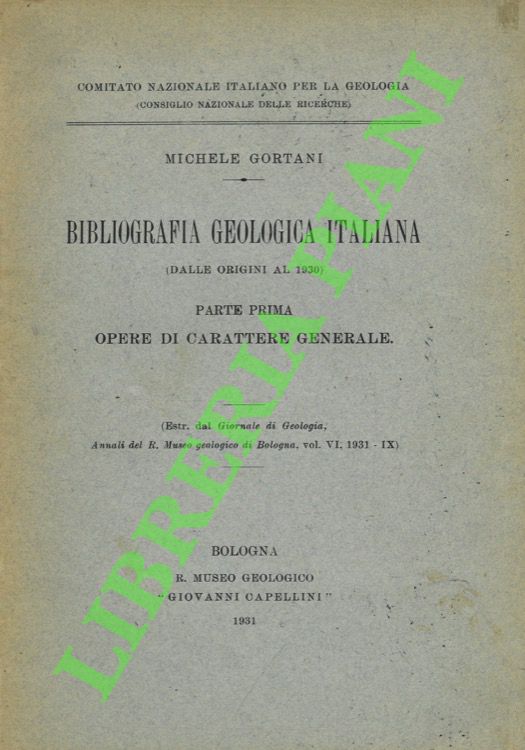 COMITATO NAZIONALE ITALIANO PER LA GEOLOGIA
(CONSIGLIO NAZIONALE DELLE RICERCHE)
MICHELE GORTANI
BIBLIOGRAFIA GEOLOGICA ITALIANA
(DALLE ORIGINI AL 1930)
PARTE PRIMA
OPERE DI CARATTERE GENERALE.
(Estr. dal Giornale di Geologia,
Annali del R. Museo geologico di Bologna, vol. VI, 1931 - IX)
BOLOGNA
R. MUSEO GEOLOGICO
"GIOVANNI CAPELLINI"
1931
LIBRERIA PIANI